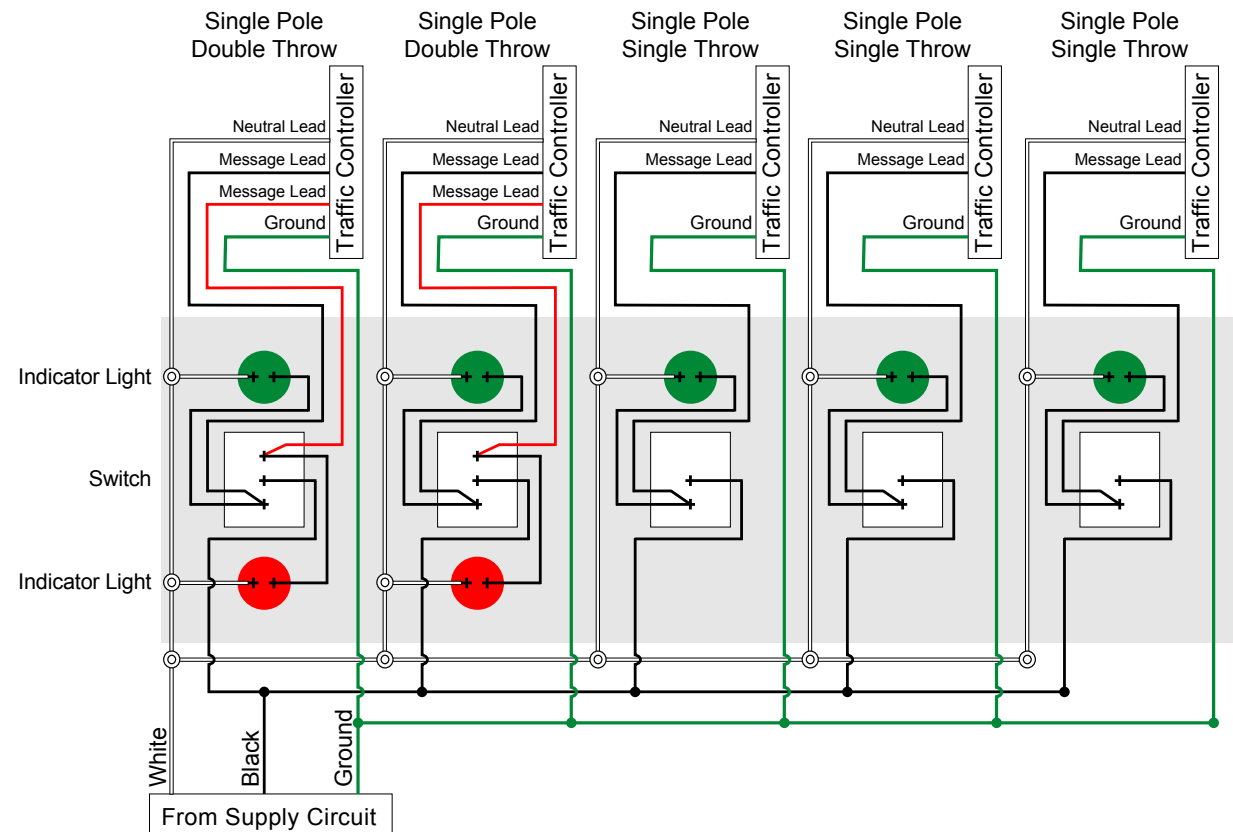 Single Pole
Double Throw
Single Pole
Double Throw
Single Pole
Single Throw
Single Pole
Single Throw
Single Pole
Single Throw
Neutral Lead
Message Lead
Message Lead
Ground
Traffic Controller
Neutral Lead
Message Lead
Message Lead
Ground
Traffic Controller
Neutral Lead
Message Lead
Ground
Traffic Controller
Neutral Lead
Message Lead
Ground
Traffic Controller
Neutral Lead
Message Lead
Ground
Traffic Controller
Indicator Light
Switch
Indicator Light
White
Black
Ground
From Supply Circuit